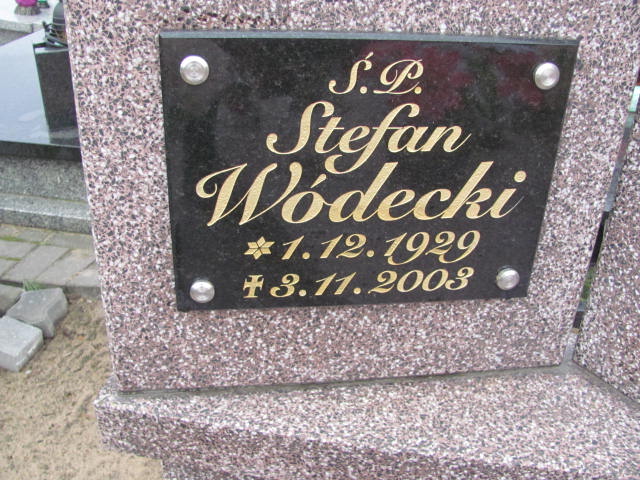 Ś.P.
Stefan
Wódecki
* 1.12.1929
✝ 3.11.2003